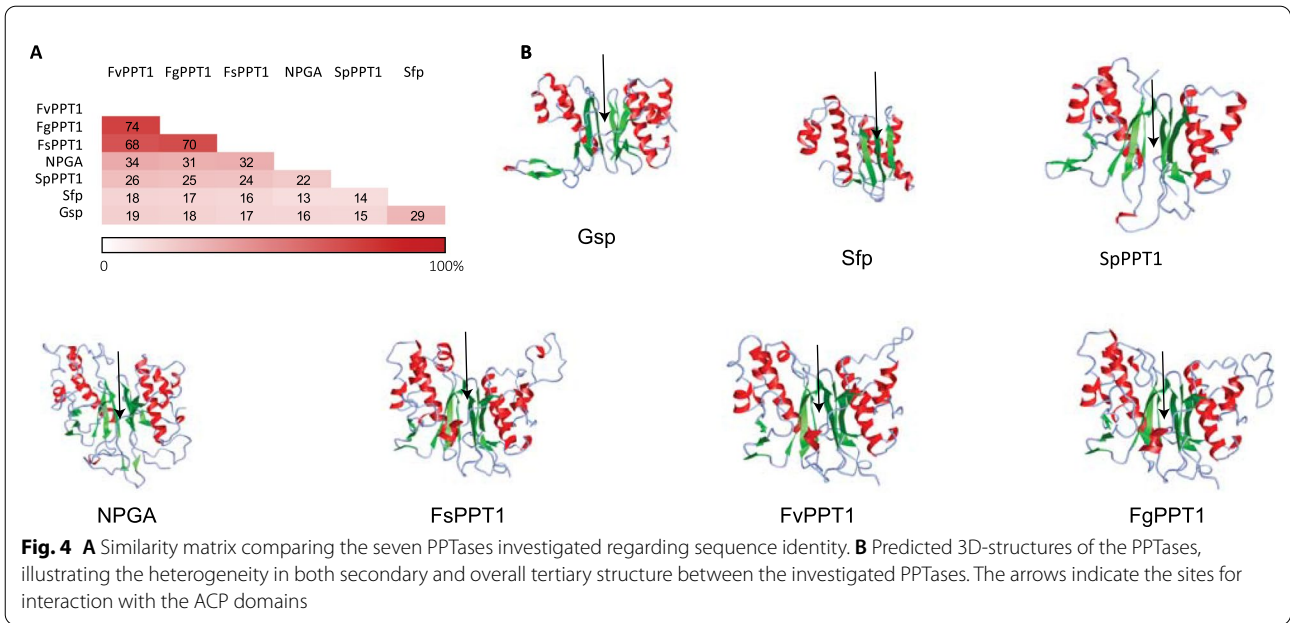 A
B
FvPPT1 FgPPT1 FsPPT1 NPGA SpPPT1 Sfp
FvPPT1
FgPPT1 74
FsPPT1 68 70
NPGA 34 31 32
SpPPT1 26 25 24 22
Sfp 18 17 16 13 14
Gsp 19 18 17 16 15 29
0 100%
Gsp Sfp SpPPT1
NPGA FsPPT1 FvPPT1 FgPPT1
Fig. 4 A Similarity matrix comparing the seven PPTases investigated regarding sequence identity. B Predicted 3D-structures of the PPTases,
illustrating the heterogeneity in both secondary and overall tertiary structure between the investigated PPTases. The arrows indicate the sites for
interaction with the ACP domains